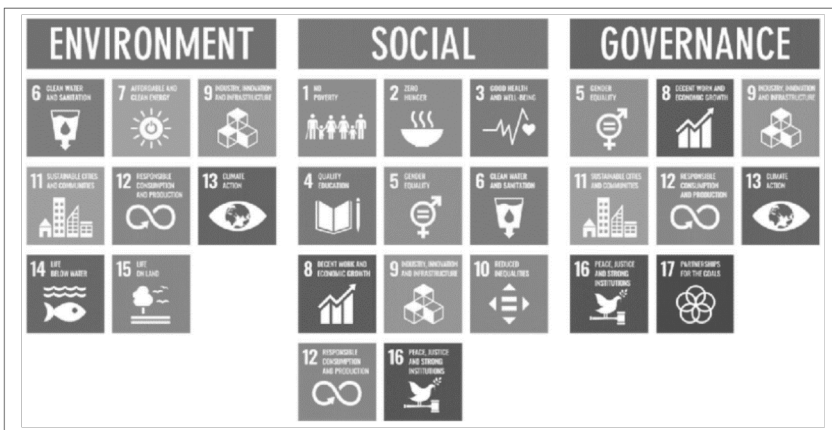 ENVIRONMENT
6 CLEAN WATER
AND SANITATION
7 AFFORDABLE AND
CLEAN ENERGY
9 INDUSTRY, INNOVATION
AND INFRASTRUCTURE
11 SUSTAINABLE CITIES
AND COMMUNITIES
12 RESPONSIBLE
CONSUMPTION
AND PRODUCTION
13 CLIMATE
ACTION
14 LIFE
BELOW WATER
15 LIFE
ON LAND
SOCIAL
1 NO
POVERTY
2 ZERO
HUNGER
3 GOOD HEALTH
AND WELL-BEING
4 QUALITY
EDUCATION
5 GENDER
EQUALITY
6 CLEAN WATER
AND SANITATION
8 DECENT WORK AND
ECONOMIC GROWTH
9 INDUSTRY, INNOVATION
AND INFRASTRUCTURE
10 REDUCED
INEQUALITIES
12 RESPONSIBLE
CONSUMPTION
AND PRODUCTION
16 PEACE, JUSTICE
AND STRONG
INSTITUTIONS
GOVERNANCE
5 GENDER
EQUALITY
8 DECENT WORK AND
ECONOMIC GROWTH
9 INDUSTRY, INNOVATION
AND INFRASTRUCTURE
11 SUSTAINABLE CITIES
AND COMMUNITIES
12 RESPONSIBLE
CONSUMPTION
AND PRODUCTION
13 CLIMATE
ACTION
16 PEACE, JUSTICE
AND STRONG
INSTITUTIONS
17 PARTNERSHIPS
FOR THE GOALS